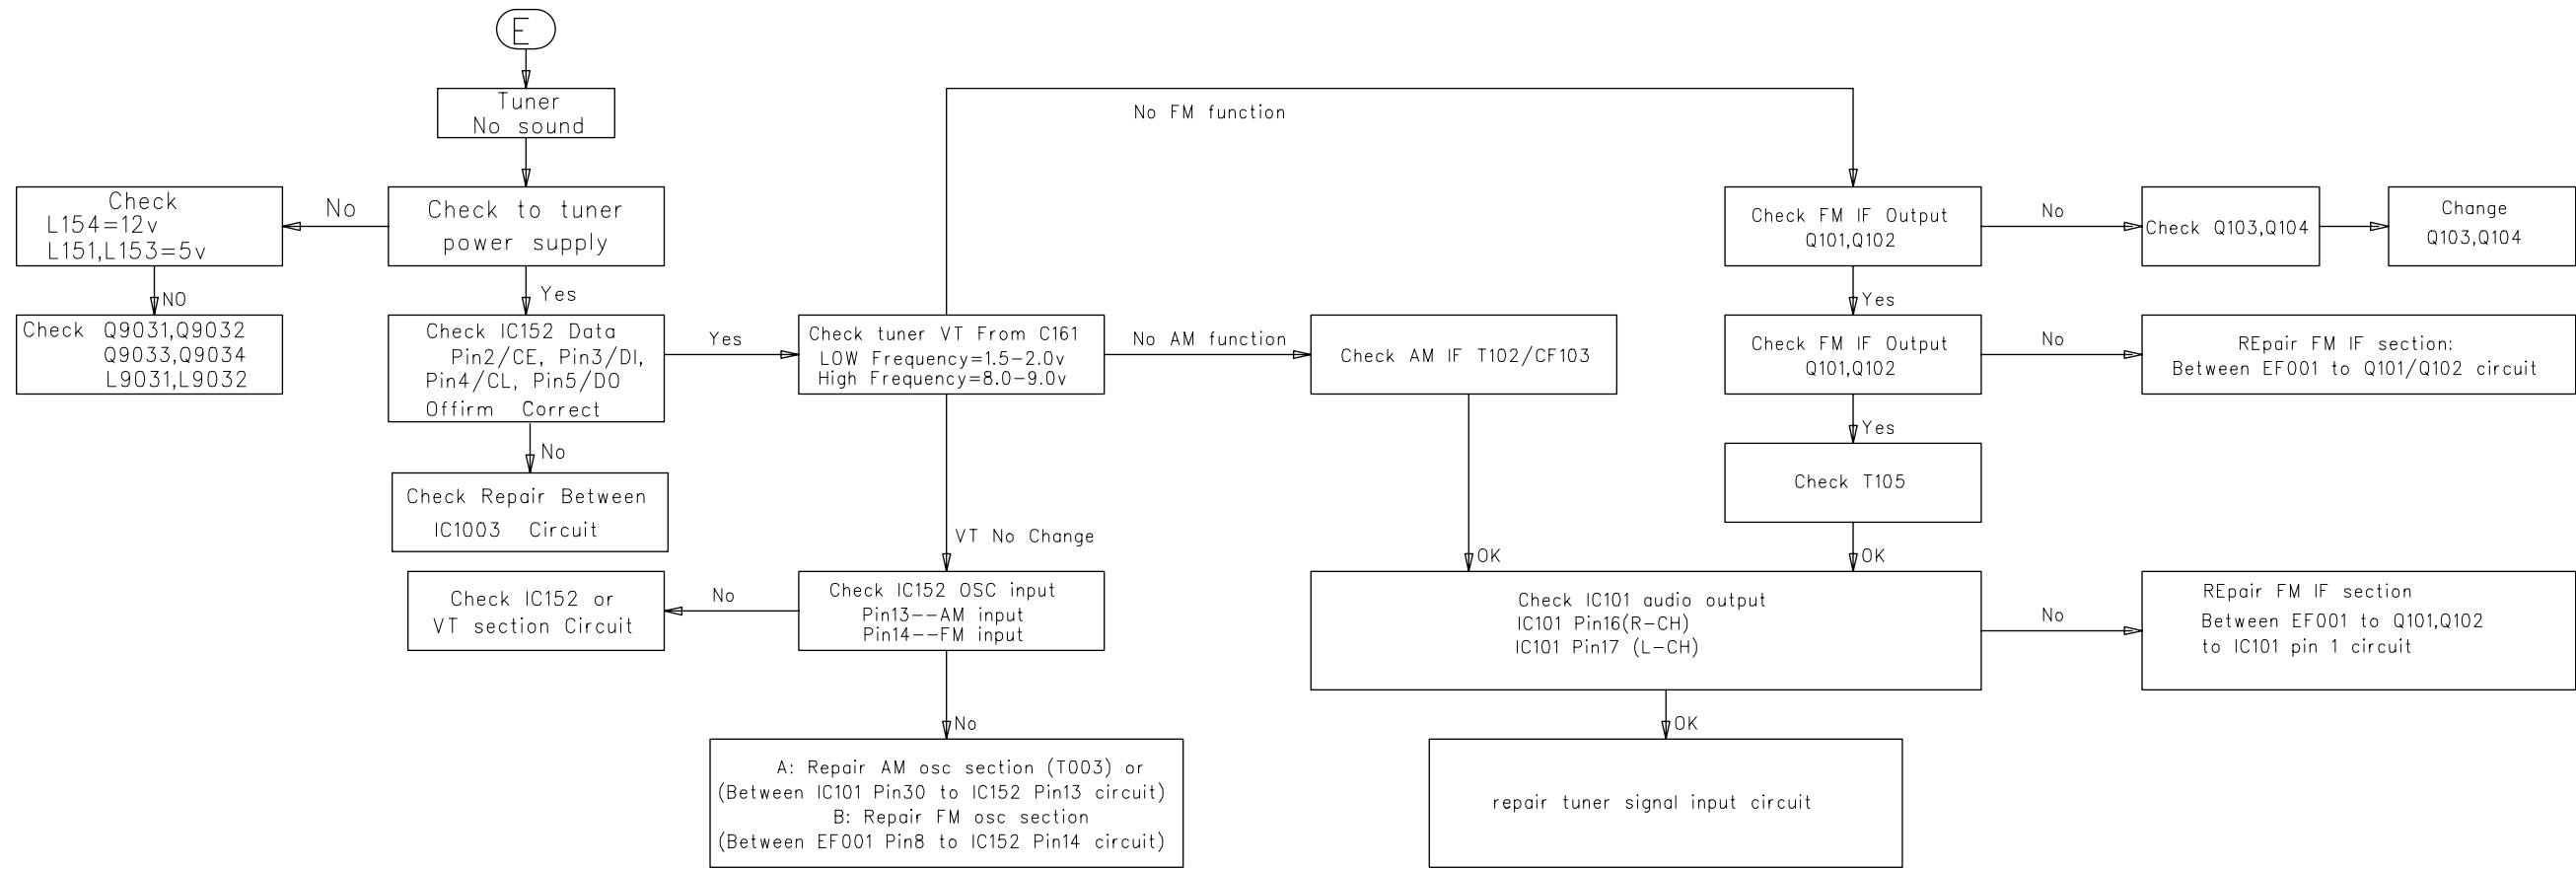 E
Tuner
No sound
No FM function
Check
L154=12v
L151,L153=5v
No
Check to tuner
power supply
Check FM IF Output
Q101,Q102
No
Check Q103,Q104
Change
Q103,Q104
NO
Yes
Yes
Check Q9031,Q9032
Q9033,Q9034
L9031,L9032
Check IC152 Data
Pin2/CE, Pin3/DI,
Pin4/CL, Pin5/DO
Offirm Correct
Yes
Check tuner VT From C161
LOW Frequency=1.5-2.0v
High Frequency=8.0-9.0v
No AM function
Check AM IF T102/CF103
Check FM IF Output
Q101,Q102
No
REpair FM IF section:
Between EF001 to Q101/Q102 circuit
No
Yes
Check Repair Between
IC1003 Circuit
Check T105
VT No Change
OK
OK
Check IC152 or
VT section Circuit
No
Check IC152 OSC input
Pin13--AM input
Pin14--FM input
Check IC101 audio output
IC101 Pin16(R-CH)
IC101 Pin17 (L-CH)
No
REpair FM IF section
Between EF001 to Q101,Q102
to IC101 pin 1 circuit
No
OK
A: Repair AM osc section (T003) or
(Between IC101 Pin30 to IC152 Pin13 circuit)
B: Repair FM osc section
(Between EF001 Pin8 to IC152 Pin14 circuit)
repair tuner signal input circuit